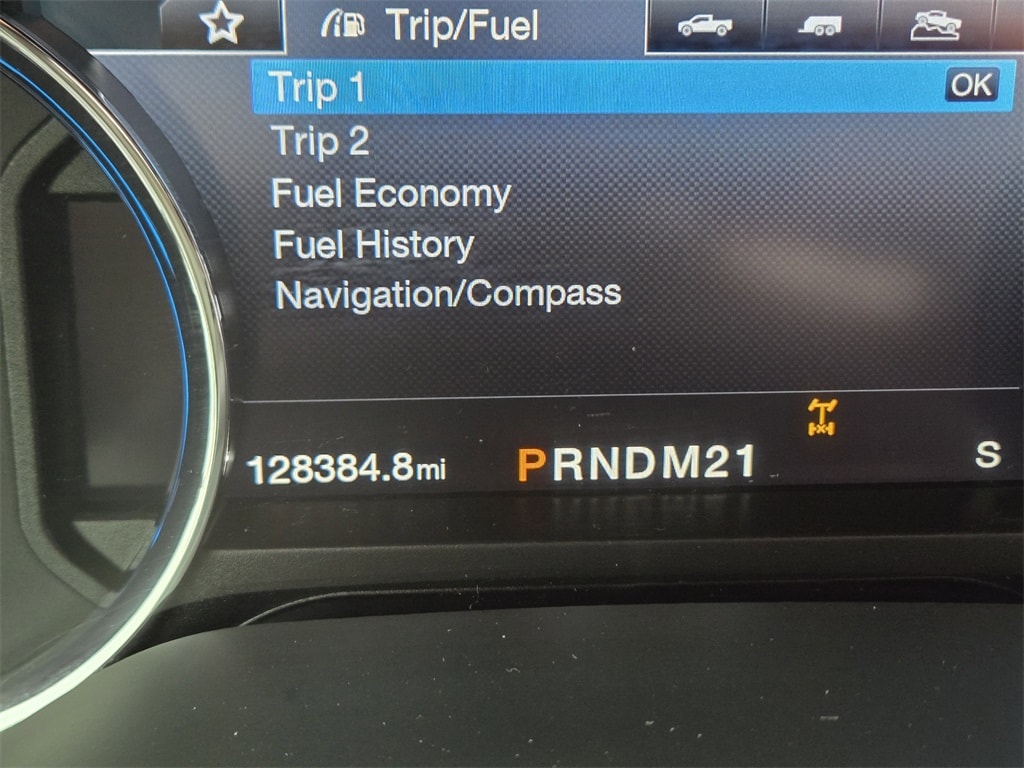 Trip/Fuel
Trip 1 OK
Trip 2
Fuel Economy
Fuel History
Navigation/Compass
128384.8mi PRNDM21 S